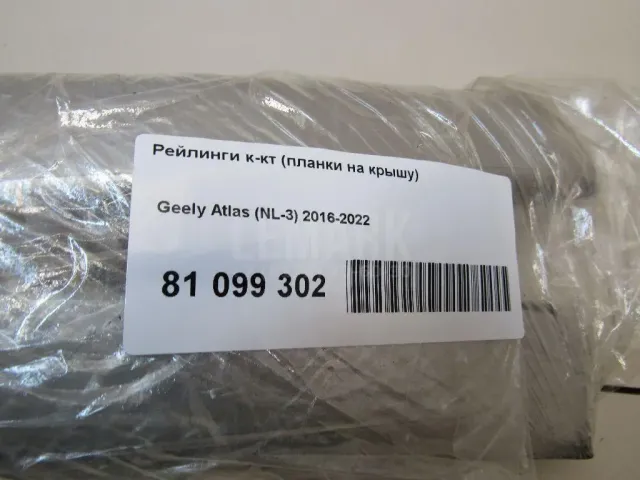 Рейлинги к-кт (планки на крышу)
Geely Atlas (NL-3) 2016-2022
81 099 302